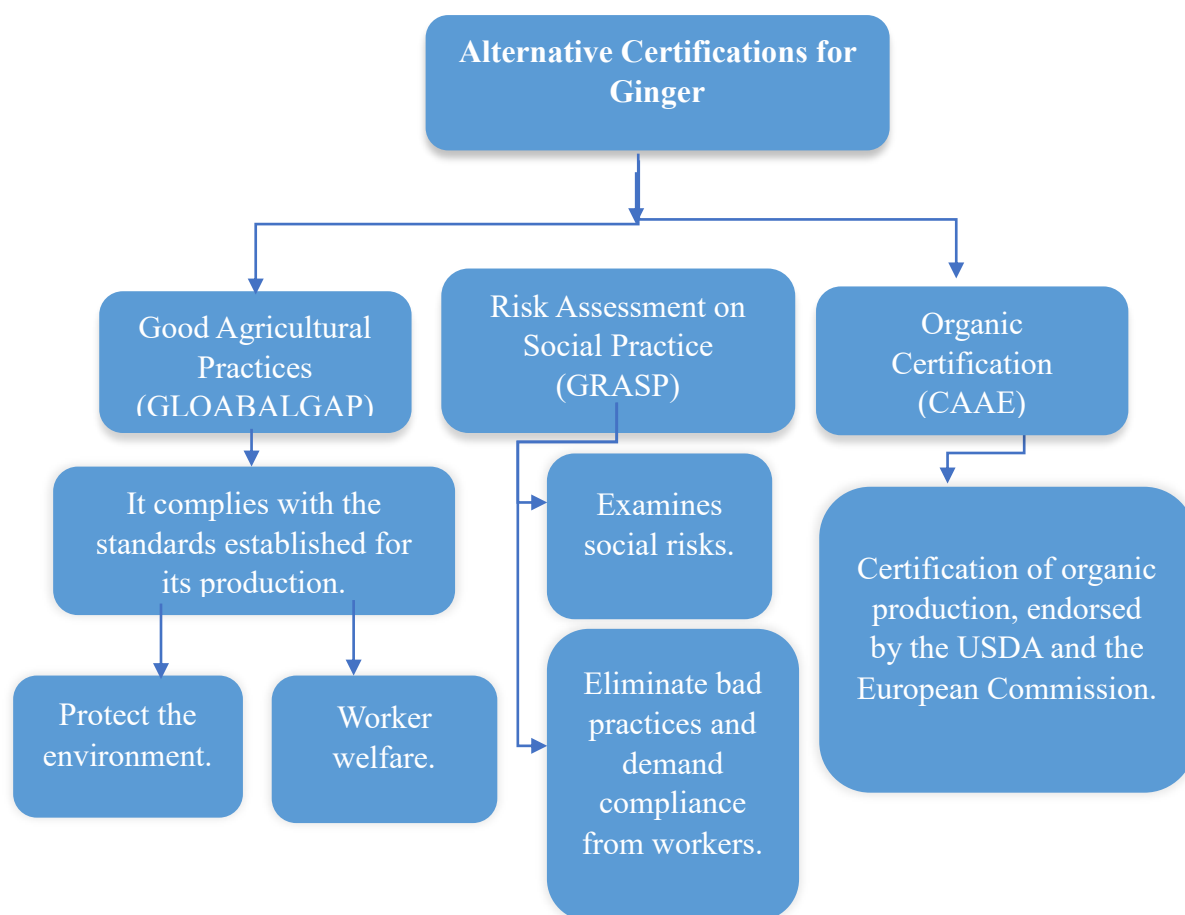 Alternative Certifications for
Ginger
Good Agricultural
Practices
(GLOABALGAP)
Risk Assessment on
Social Practice
(GRASP)
Organic
Certification
(CAAE)
It complies with the
standards established for
its production.
Protect the
environment.
Worker
welfare.
Examines
social risks.
Eliminate bad
practices and
demand
compliance
from workers.
Certification of organic
production, endorsed
by the USDA and the
European Commission.